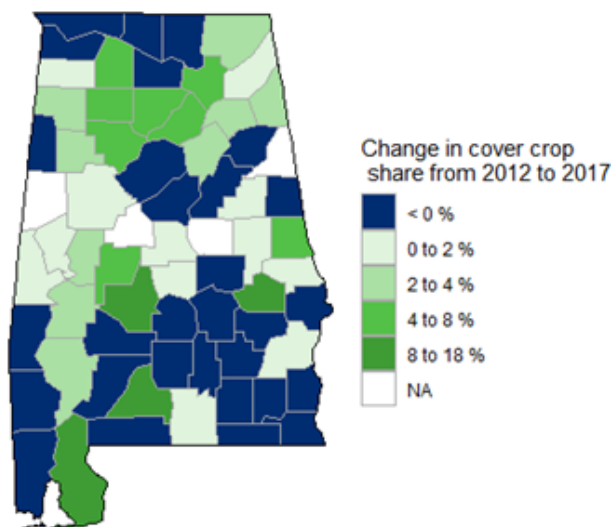 Change in cover crop
share from 2012 to 2017
< 0 %
0 to 2 %
2 to 4 %
4 to 8 %
8 to 18 %
NA